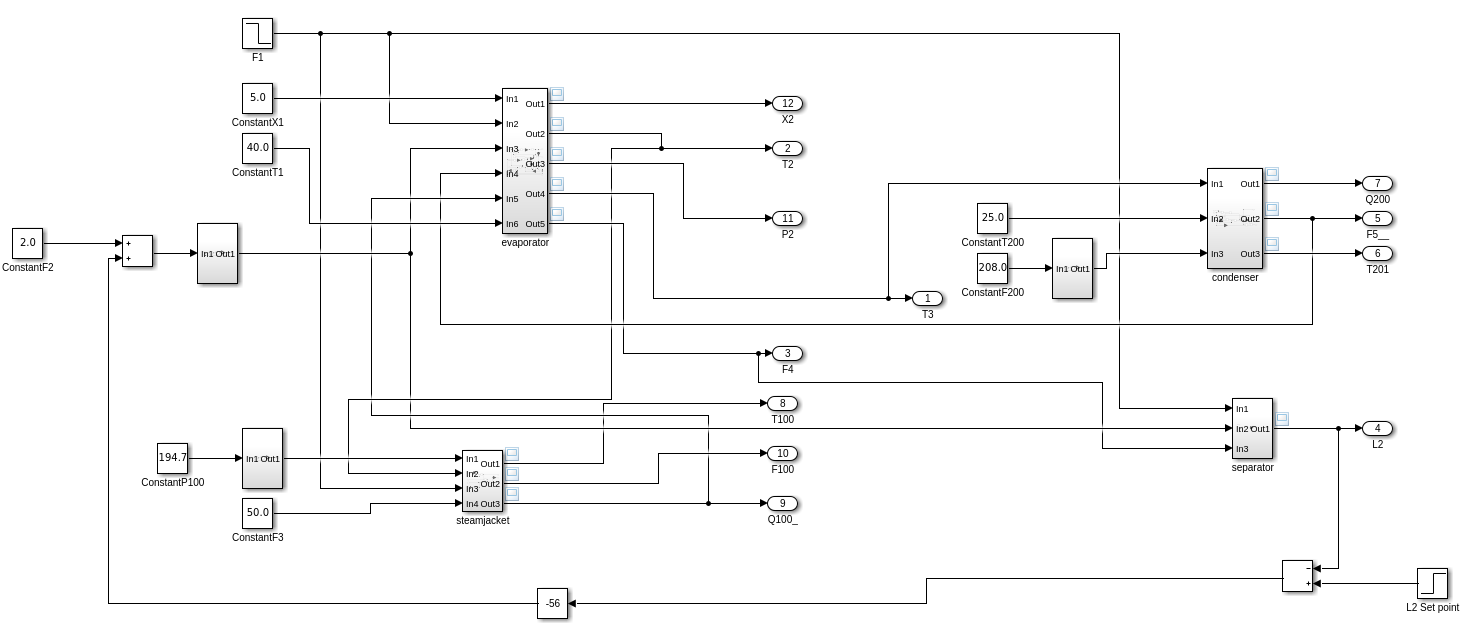 F1
5.0
ConstantX1
40.0
ConstantT1
2.0
ConstantF2
+
+
In1 Out1
In1
In2
In3
In4
In5
In6
Out1
Out2
Out3
Out4
Out5
evaporator
12
X2
2
T2
11
P2
1
T3
3
F4
25.0
ConstantT200
208.0
ConstantF200
In1 Out1
In1
In2
In3
Out1
Out2
Out3
condenser
7
Q200
5
F5__
6
T201
194.7
ConstantP100
In1 Out1
50.0
ConstantF3
In1
In2
In3
In4
Out1
Out2
Out3
steamjacket
8
T100
10
F100
9
Q100_
In1
In2 Out1
In3
separator
4
L2
−
+
L2 Set point
-56